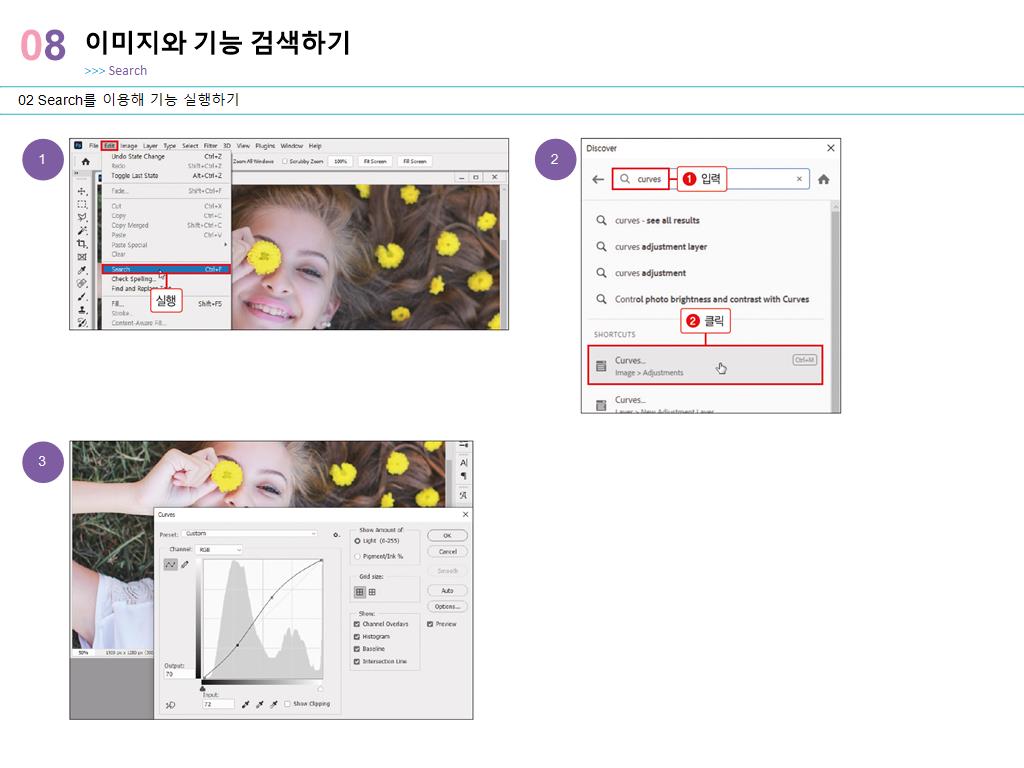 08 이미지와 기능 검색하기
>>> Search
02 Search를 이용해 기능 실행하기
1
Ps File Edit Image Layer Type Select Filter 3D View Plugins Window Help
Undo State Change Ctrl+Z
Redo Shift+Ctrl+Z
Toggle Last State Alt+Ctrl+Z
Zoom All Windows Scrubby Zoom 100% Fit Screen Fill Screen
Fade... Shift+Ctrl+F
Cut Ctrl+X
Copy Ctrl+C
Copy Merged Shift+Ctrl+C
Paste Ctrl+V
Paste Special
Clear
Search Ctrl+F
Check Spelling...
Find and Replace
실행
Fill... Shift+F5
Stroke...
Content-Aware Fill...
2
Discover
curves
1 입력
curves - see all results
curves adjustment layer
curves adjustment
Control photo brightness and contrast with Curves
2 클릭
SHORTCUTS
Curves... Ctrl+M
Image > Adjustments
Curves...
Layer > New Adjustment Layer
3
Curves
Preset: Custom
Channel: RGB
Show Amount of:
Light (0-255)
Pigment/Ink %
Grid size:
Show:
Channel Overlays
Histogram
Baseline
Intersection Line
OK
Cancel
Smooth
Auto
Options...
Preview
Output:
70
Input:
72
Show Clipping
50%